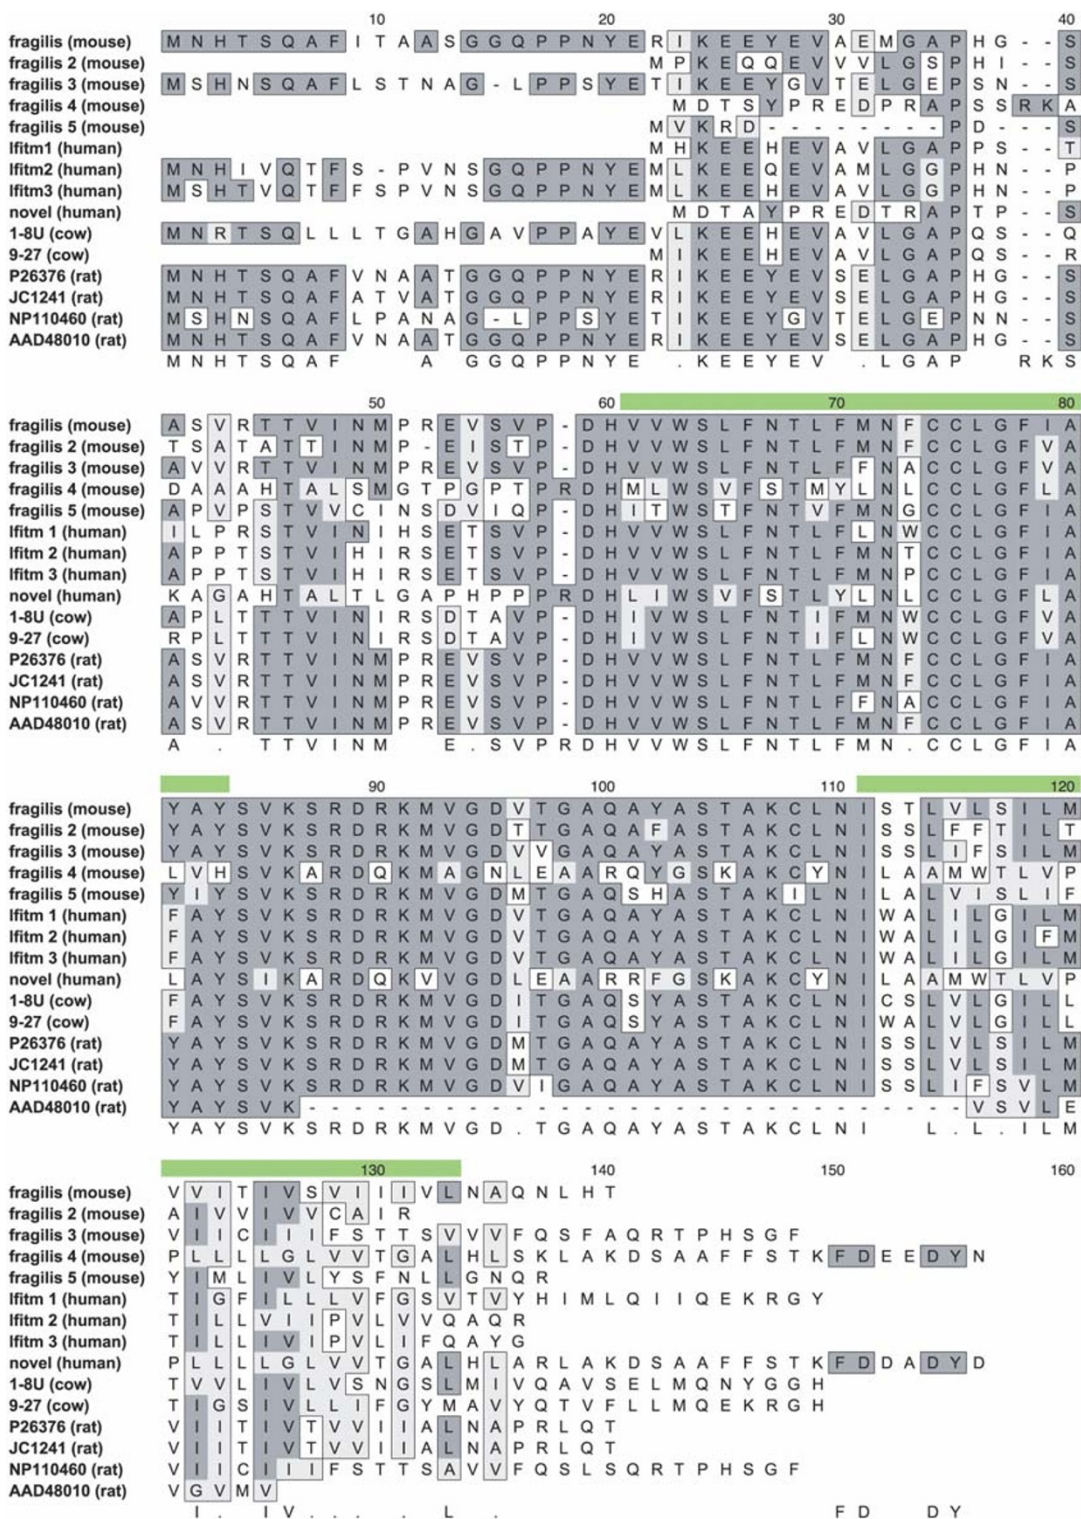 10 20 30 40
fragilis (mouse) M N H T S Q A F I T A A S G G Q P P N Y E R I K E E Y E V A E M G A P H G - - S
fragilis 2 (mouse) M P K E Q Q E V V V L G S P H I - - S
fragilis 3 (mouse) M S H N S Q A F L S T N A G - L P P S Y E T I K E E Y G V T E L G E P S N - - S
fragilis 4 (mouse) M D T S Y P R E D P R A P S S R K A
fragilis 5 (mouse) M V K R D - - - - - - - - P D - - - S
Ifitm1 (human) M H K E E H E V A V L G A P P S - - T
Ifitm2 (human) M N H I V Q T F S - P V N S G Q P P N Y E M L K E E Q E V A M L G G P H N - - P
Ifitm3 (human) M S H T V Q T F F S P V N S G Q P P N Y E M L K E E H E V A V L G G P H N - - P
novel (human) M D T A Y P R E D T R A P T P - - S
1-8U (cow) M N R T S Q L L L T G A H G A V P P A Y E V L K E E H E V A V L G A P Q S - - Q
9-27 (cow) M I K E E H E V A V L G A P Q S - - R
P26376 (rat) M N H T S Q A F V N A A T G G Q P P N Y E R I K E E Y E V S E L G A P H G - - S
JC1241 (rat) M N H T S Q A F A T V A T G G Q P P N Y E R I K E E Y E V S E L G A P H G - - S
NP110460 (rat) M S H N S Q A F L P A N A G - L P P S Y E T I K E E Y G V T E L G E P N N - - S
AAD48010 (rat) M N H T S Q A F V N A A T G G Q P P N Y E R I K E E Y E V S E L G A P H G - - S
M N H T S Q A F A G G Q P P N Y E . K E E Y E V . L G A P R K S
50 60 70 80
fragilis (mouse) A S V R T T V I N M P R E V S V P - D H V V W S L F N T L F M N F C C L G F I A
fragilis 2 (mouse) T S A T A T T I N M P - E I S T P - D H V V W S L F N T L F M N F C C L G F V A
fragilis 3 (mouse) A V V R T T V I N M P R E V S V P - D H V V W S L F N T L F F N A C C L G F V A
fragilis 4 (mouse) D A A A H T A L S M G T P G P T P R D H M L W S V F S T M Y L N L C C L G F L A
fragilis 5 (mouse) A P V P S T V V C I N S D V I Q P - D H I T W S T F N T V F M N G C C L G F I A
Ifitm 1 (human) I L P R S T V I N I H S E T S V P - D H V V W S L F N T L F L N W C C L G F I A
Ifitm 2 (human) A P P T S T V I H I R S E T S V P - D H V V W S L F N T L F M N T C C L G F I A
Ifitm 3 (human) A P P T S T V I H I R S E T S V P - D H V V W S L F N T L F M N P C C L G F I A
novel (human) K A G A H T A L T L G A P H P P P R D H L I W S V F S T L Y L N L C C L G F L A
1-8U (cow) A P L T T T V I N I R S D T A V P - D H I V W S L F N T I F M N W C C L G F V A
9-27 (cow) R P L T T T V I N I R S D T A V P - D H I V W S L F N T I F L N W C C L G F V A
P26376 (rat) A S V R T T V I N M P R E V S V P - D H V V W S L F N T L F M N F C C L G F I A
JC1241 (rat) A S V R T T V I N M P R E V S V P - D H V V W S L F N T L F M N F C C L G F I A
NP110460 (rat) A V V R T T V I N M P R E V S V P - D H V V W S L F N T L F F N A C C L G F I A
AAD48010 (rat) A S V R T T V I N M P R E V S V P - D H V V W S L F N T L F M N F C C L G F I A
A . T T V I N M E . S V P R D H V V W S L F N T L F M N . C C L G F I A
90 100 110 120
fragilis (mouse) Y A Y S V K S R D R K M V G D V T G A Q A Y A S T A K C L N I S T L V L S I L M
fragilis 2 (mouse) Y A Y S V K S R D R K M V G D T T G A Q A F A S T A K C L N I S S L F F T I L T
fragilis 3 (mouse) Y A Y S V K S R D R K M V G D V V G A Q A Y A S T A K C L N I S S L I F S I L M
fragilis 4 (mouse) L V H S V K A R D Q K M A G N L E A A R Q Y G S K A K C Y N I L A A M W T L V P
fragilis 5 (mouse) Y I Y S V K S R D R K M V G D M T G A Q S H A S T A K I L N I L A L V I S L I F
Ifitm 1 (human) F A Y S V K S R D R K M V G D V T G A Q A Y A S T A K C L N I W A L I L G I L M
Ifitm 2 (human) F A Y S V K S R D R K M V G D V T G A Q A Y A S T A K C L N I W A L I L G I F M
Ifitm 3 (human) F A Y S V K S R D R K M V G D V T G A Q A Y A S T A K C L N I W A L I L G I L M
novel (human) L A Y S I K A R D Q K V V G D L E A A R R F G S K A K C Y N I L A A M W T L V P
1-8U (cow) F A Y S V K S R D R K M V G D I T G A Q S Y A S T A K C L N I C S L V L G I L L
9-27 (cow) F A Y S V K S R D R K M V G D I T G A Q S Y A S T A K C L N I W A L V L G I L L
P26376 (rat) Y A Y S V K S R D R K M V G D M T G A Q A Y A S T A K C L N I S S L V L S I L M
JC1241 (rat) Y A Y S V K S R D R K M V G D M T G A Q A Y A S T A K C L N I S S L V L S I L M
NP110460 (rat) Y A Y S V K S R D R K M V G D V I G A Q A Y A S T A K C L N I S S L I F S V L M
AAD48010 (rat) Y A Y S V K - - - - - - - - - - - - - - - - - - - - - - - - - - - - - V S V L E
Y A Y S V K S R D R K M V G D . T G A Q A Y A S T A K C L N I L . L . I L M
130 140 150 160
fragilis (mouse) V V I T I V S V I I I V L N A Q N L H T
fragilis 2 (mouse) A I V V I V V C A I R
fragilis 3 (mouse) V I I C I I I F S T T S V V V F Q S F A Q R T P H S G F
fragilis 4 (mouse) P L L L L G L V V T G A L H L S K L A K D S A A F F S T K F D E E D Y N
fragilis 5 (mouse) Y I M L I V L Y S F N L L G N Q R
Ifitm 1 (human) T I G F I L L L V F G S V T V Y H I M L Q I I Q E K R G Y
Ifitm 2 (human) T I L L V I I P V L V V Q A Q R
Ifitm 3 (human) T I L L I V I P V L I F Q A Y G
novel (human) P L L L L G L V V T G A L H L A R L A K D S A A F F S T K F D D A D Y D
1-8U (cow) T V V L I V L V S N G S L M I V Q A V S E L M Q N Y G G H
9-27 (cow) T I G S I V L L I F G Y M A V Y Q T V F L L M Q E K R G H
P26376 (rat) V I I T I V T V V I I A L N A P R L Q T
JC1241 (rat) V I I T I V T V V I I A L N A P R L Q T
NP110460 (rat) V I I C I I I F S T T S A V V F Q S L S Q R T P H S G F
AAD48010 (rat) V G V M V
I . I V . . . . L . F D D Y